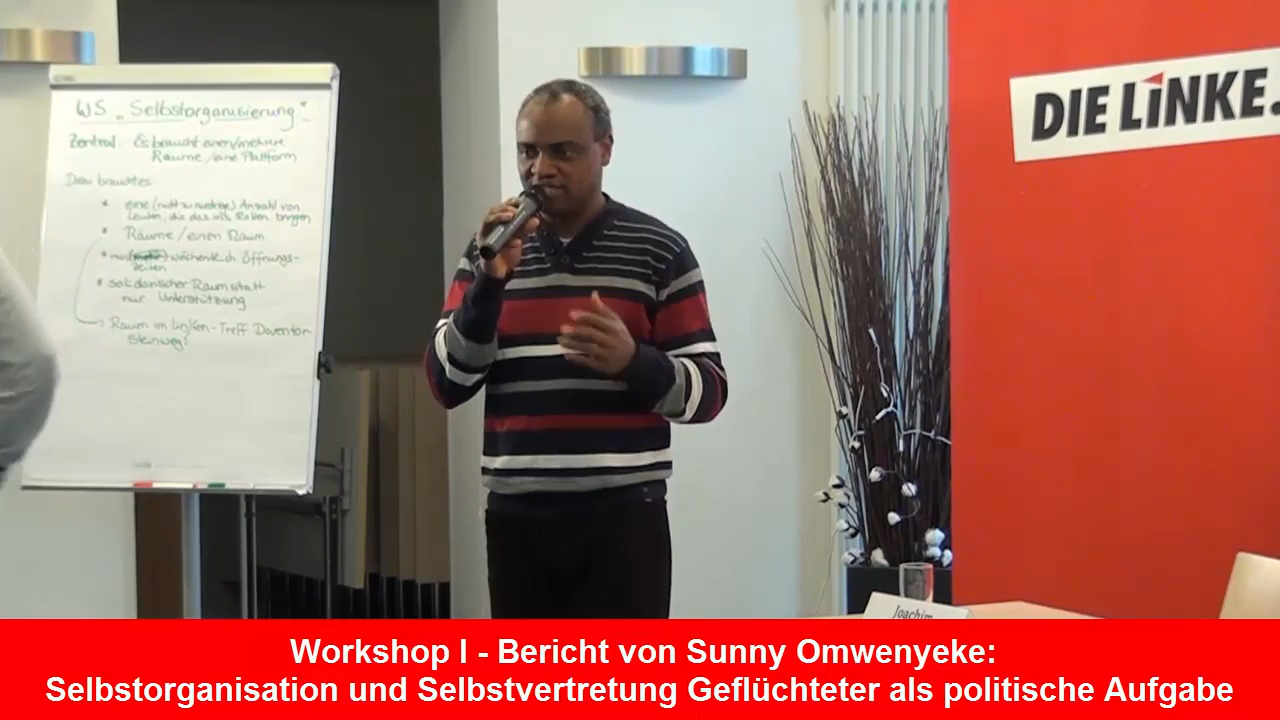 WS „Selbstorganisierung"
Zentral: Es braucht einen/mehrere
Räume/eine Plattform
Dazu braucht es:
eine (nicht zu niedrige) Anzahl von
Leuten, die das ins Rollen bringen
Räume/einen Raum
wöchentlich Öffnungs-
zeiten
solidarischer Raum statt
nur Unterstützung
Raum im linken-Treff
DIE LINKE.
Joachim
Workshop I - Bericht von Sunny Omwenyeke:
Selbstorganisation und Selbstvertretung Geflüchteter als politische Aufgabe